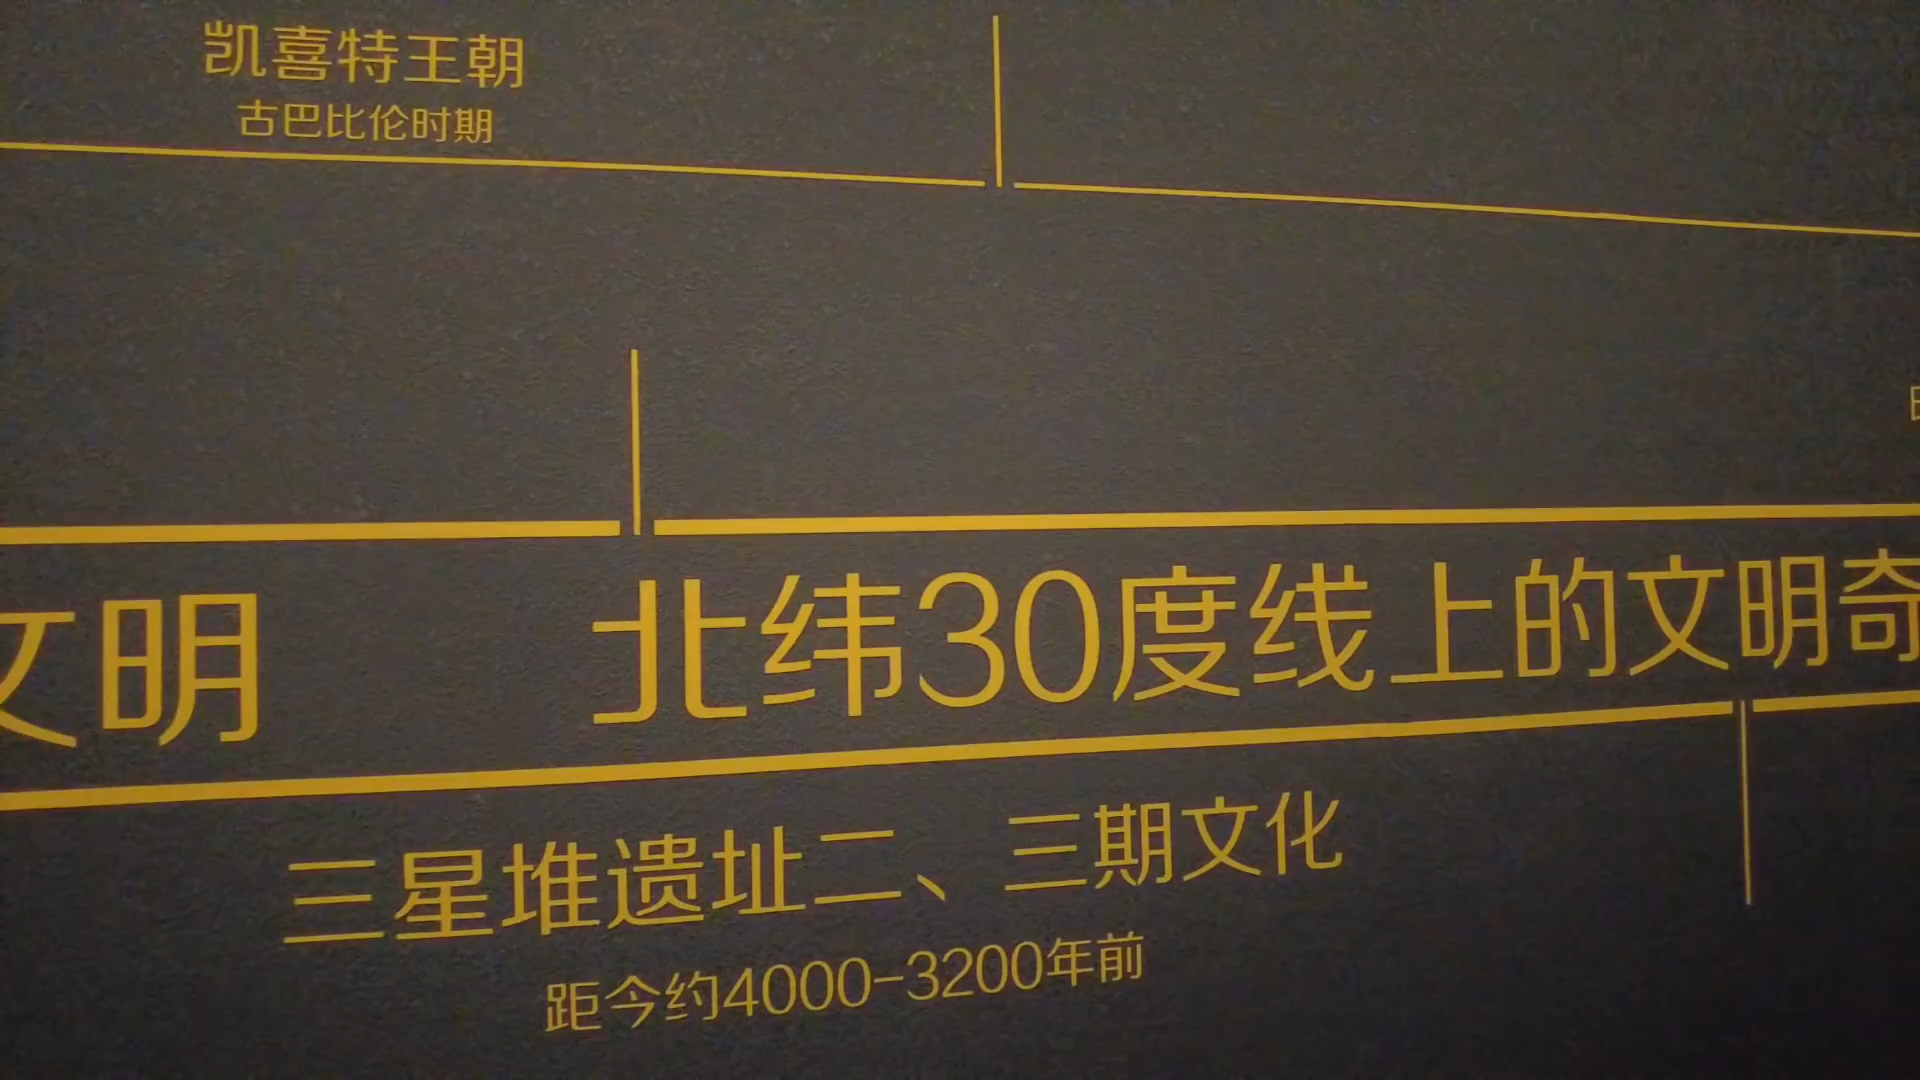 凯喜特王朝
古巴比伦时期
文明 北纬30度线上的文明奇
三星堆遗址二、三期文化
距今约4000-3200年前